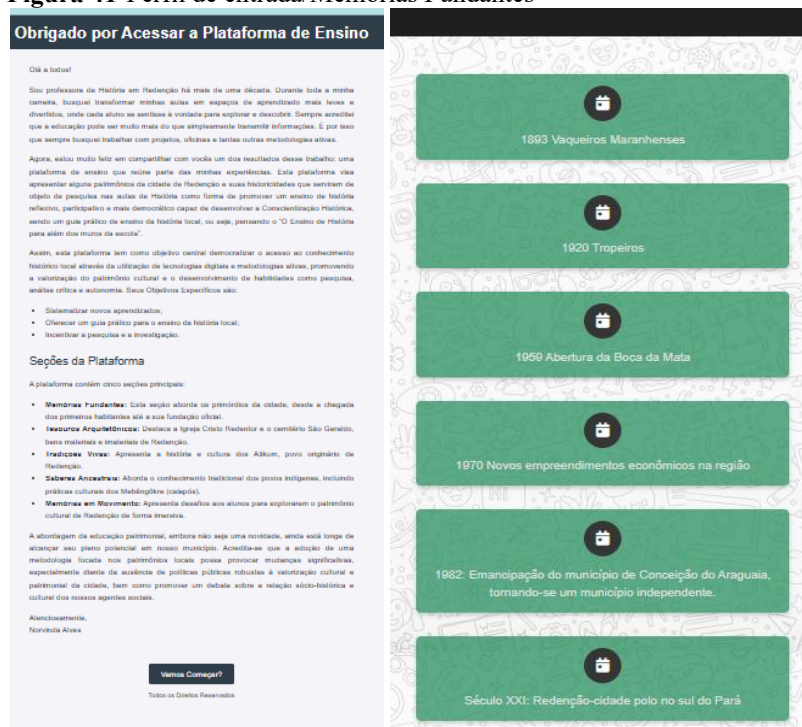 Figura 41 Perfil de entrada/Memórias Fundantes
Obrigado por Acessar a Plataforma de Ensino
Olá a todos!
Sou professora de História em Redenção há mais de uma década. Durante toda a minha
carreira, busquei transformar minhas aulas em espaços de aprendizado mais leves e
divertidos, onde cada aluno se sentisse à vontade para explorar e descobrir. Sempre acreditei
que a educação pode ser muito mais do que simplesmente transmitir informações. É por isso
que sempre busquei trabalhar com projetos, oficinas e tantas outras metodologias ativas.
Agora, estou muito feliz em compartilhar com vocês um dos resultados desse trabalho: uma
plataforma de ensino que reúne parte das minhas experiências. Esta plataforma visa
apresentar alguns patrimônios da cidade de Redenção e suas historicidades que serviram de
objeto de pesquisa nas aulas de História como forma de promover um ensino de história
reflexivo, participativo e mais democrático capaz de desenvolver a Conscientização Histórica,
sendo um guia prático de ensino da história local, ou seja, pensando o "O Ensino de História
para além dos muros da escola".
Assim, esta plataforma tem como objetivo central democratizar o acesso ao conhecimento
histórico local através da utilização de tecnologias digitais e metodologias ativas, promovendo
a valorização do patrimônio cultural e o desenvolvimento de habilidades como pesquisa,
análise crítica e autonomia. Seus Objetivos Específicos são:
• Sistematizar novos aprendizados;
• Oferecer um guia prático para o ensino da história local;
• Incentivar a pesquisa e a investigação.
Seções da Plataforma
A plataforma contém cinco seções principais:
• Memórias Fundantes: Esta seção aborda os primórdios da cidade, desde a chegada
dos primeiros habitantes até a sua fundação oficial.
• Tesouros Arquitetônicos: Destaca a Igreja Cristo Redentor e o cemitério São Geraldo,
bens materiais e imateriais de Redenção.
• Tradições Vivas: Apresenta a história e cultura dos Atikum, povo originário de
Redenção.
• Saberes Ancestrais: Aborda o conhecimento tradicional dos povos indígenas, incluindo
práticas culturais dos Mebêngôkre (caiapós).
• Memórias em Movimento: Apresenta desafios aos alunos para explorarem o patrimônio
cultural de Redenção de forma imersiva.
A abordagem da educação patrimonial, embora não seja uma novidade, ainda está longe de
alcançar seu pleno potencial em nosso município. Acredita-se que a adoção de uma
metodologia focada nos patrimônios locais possa provocar mudanças significativas,
especialmente diante da ausência de políticas públicas robustas à valorização cultural e
patrimonial da cidade, bem como promover um debate sobre a relação sócio-histórica e
cultural dos nossos agentes sociais.
Atenciosamente,
Norvinda Alves
Vamos Começar?
Todos os Direitos Reservados
1893 Vaqueiros Maranhenses
1920 Tropeiros
1959 Abertura da Boca da Mata
1970 Novos empreendimentos econômicos na região
1982: Emancipação do município de Conceição do Araguaia,
tornando-se um município independente.
Século XXI: Redenção-cidade polo no sul do Pará